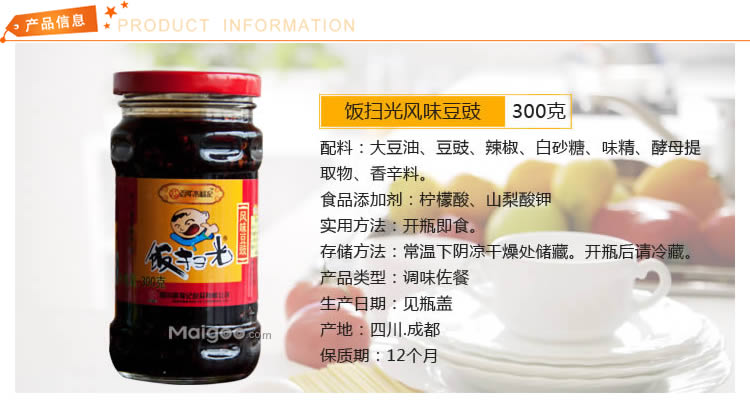 产品信息
PRODUCT INFORMATION
饭扫光风味豆豉 300克
配料：大豆油、豆豉、辣椒、白砂糖、味精、酵母提
取物、香辛料。
食品添加剂：柠檬酸、山梨酸钾
实用方法：开瓶即食。
存储方法：常温下阴凉干燥处储藏。开瓶后请冷藏。
产品类型：调味佐餐
生产日期：见瓶盖
产地：四川.成都
保质期：12个月
风味豆豉
饭扫光
300克
Maigoo.com